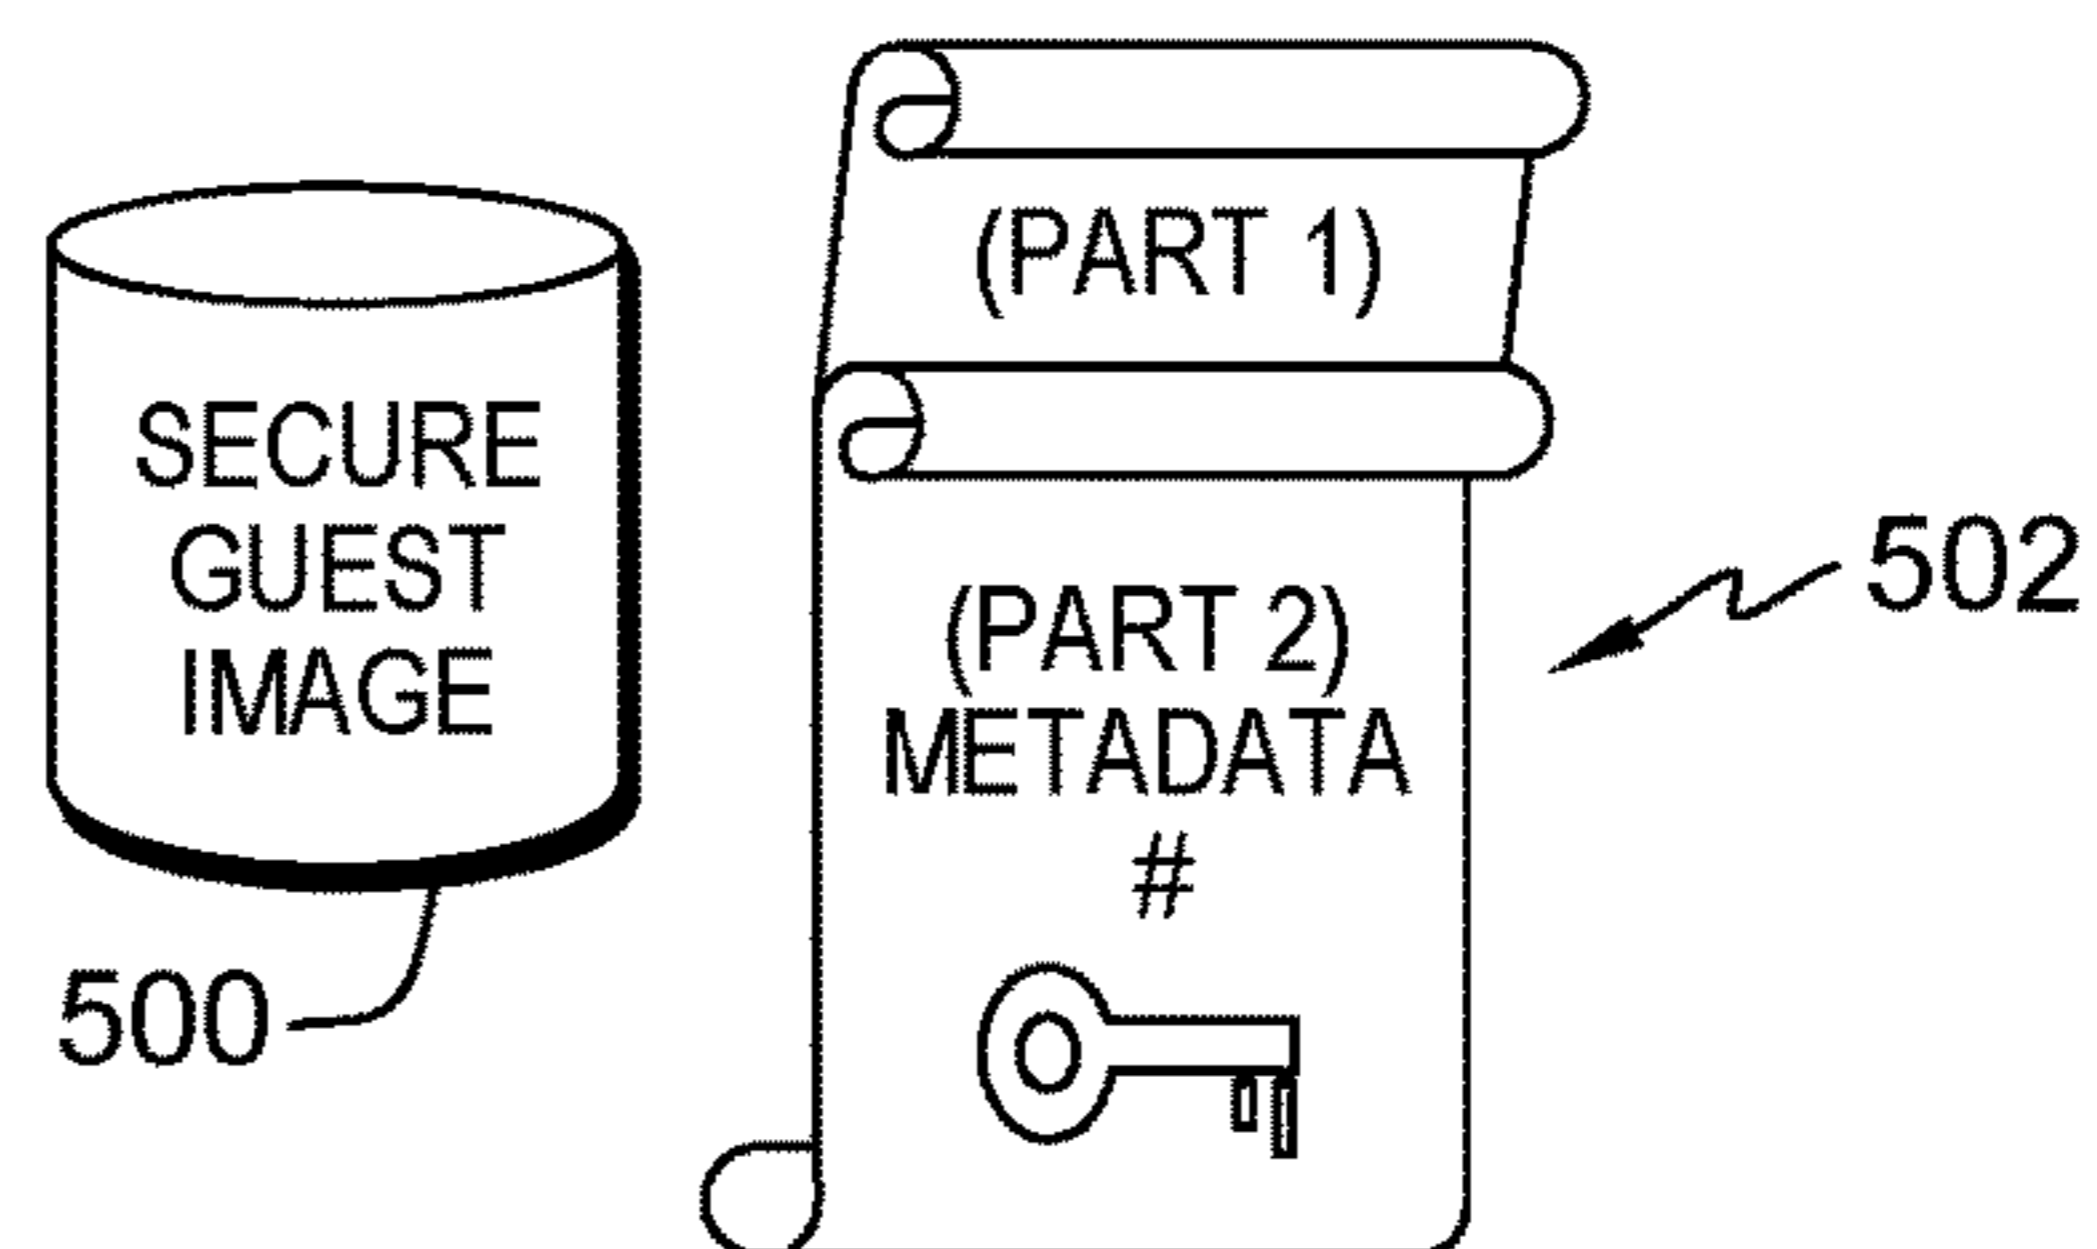 SECURE
GUEST
IMAGE
500
(PART 1)
(PART 2)
METADATA
#
502